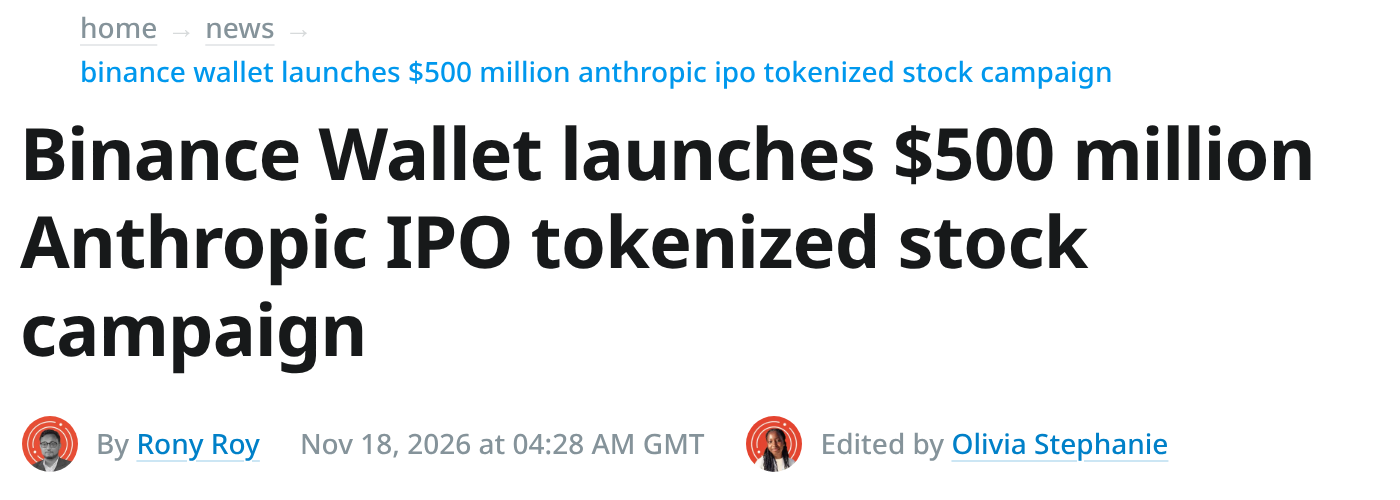 home → news →
binance wallet launches $500 million anthropic ipo tokenized stock campaign
Binance Wallet launches $500 million
Anthropic IPO tokenized stock
campaign
By Rony Roy Nov 18, 2026 at 04:28 AM GMT Edited by Olivia Stephanie